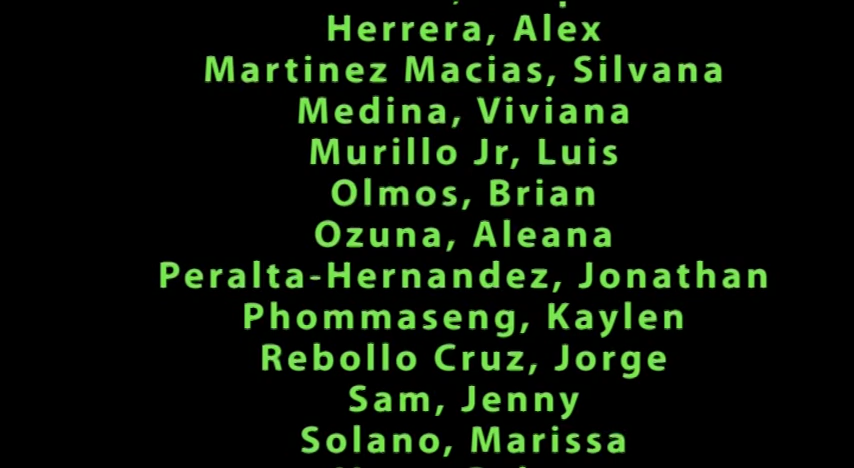 Herrera, Alex
Martinez Macias, Silvana
Medina, Viviana
Murillo Jr, Luis
Olmos, Brian
Ozuna, Aleana
Peralta-Hernandez, Jonathan
Phommaseng, Kaylen
Rebollo Cruz, Jorge
Sam, Jenny
Solano, Marissa